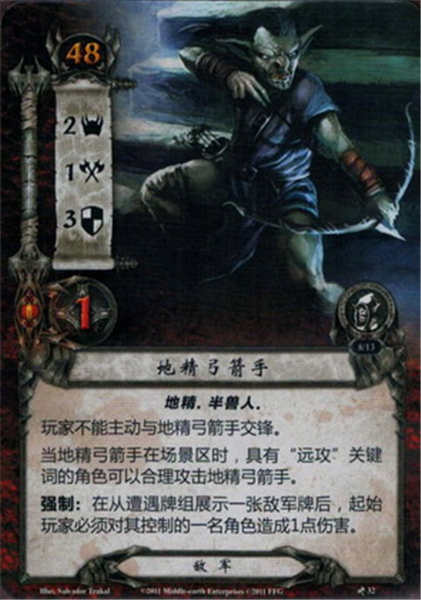 48
2
1
3
1
6/13
地精弓箭手
地精. 半兽人.
玩家不能主动与地精弓箭手交锋。
当地精弓箭手在场景区时，具有“远攻”关键
词的角色可以合理攻击地精弓箭手。
强制：在从遭遇牌组展示一张敌军牌后，起始
玩家必须对其控制的一名角色造成1点伤害。
敌军
Illus. Salvador Trakal ©2011 Middle-earth Enterprises ©2011 FFG 32